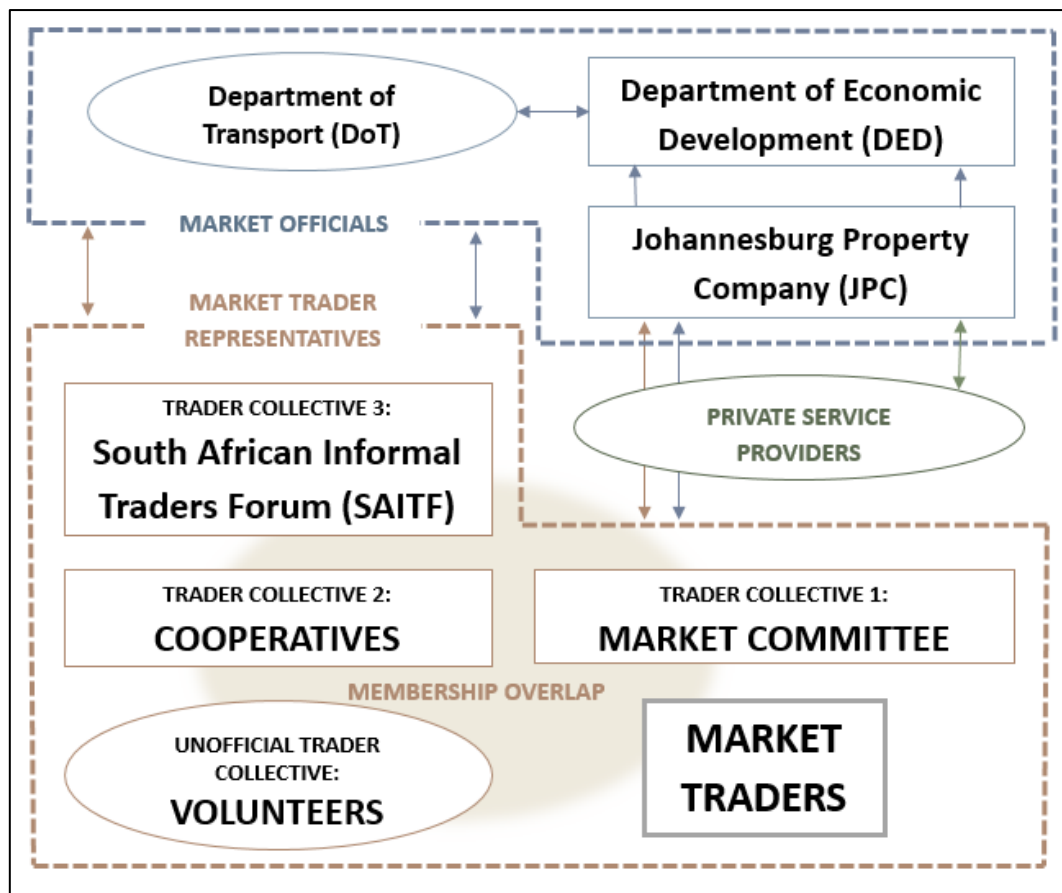 Department of
Transport (DoT)
Department of Economic
Development (DED)
MARKET OFFICIALS
Johannesburg Property
Company (JPC)
MARKET TRADER
REPRESENTATIVES
TRADER COLLECTIVE 3:
South African Informal
Traders Forum (SAITF)
PRIVATE SERVICE
PROVIDERS
TRADER COLLECTIVE 2:
COOPERATIVES
TRADER COLLECTIVE 1:
MARKET COMMITTEE
MEMBERSHIP OVERLAP
UNOFFICIAL TRADER
COLLECTIVE:
VOLUNTEERS
MARKET
TRADERS